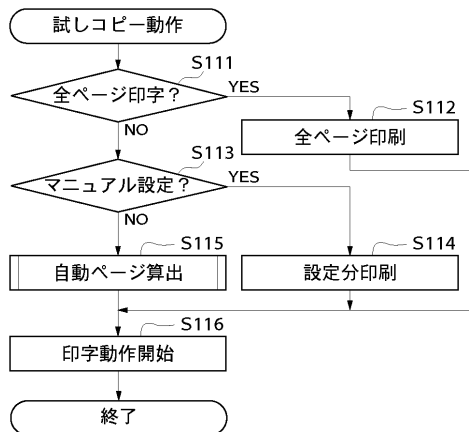 試しコピー動作
S111
全ページ印字？
YES
S112
NO
全ページ印刷
S113
マニュアル設定？
YES
NO
S115
S114
自動ページ算出
設定分印刷
S116
印字動作開始
終了